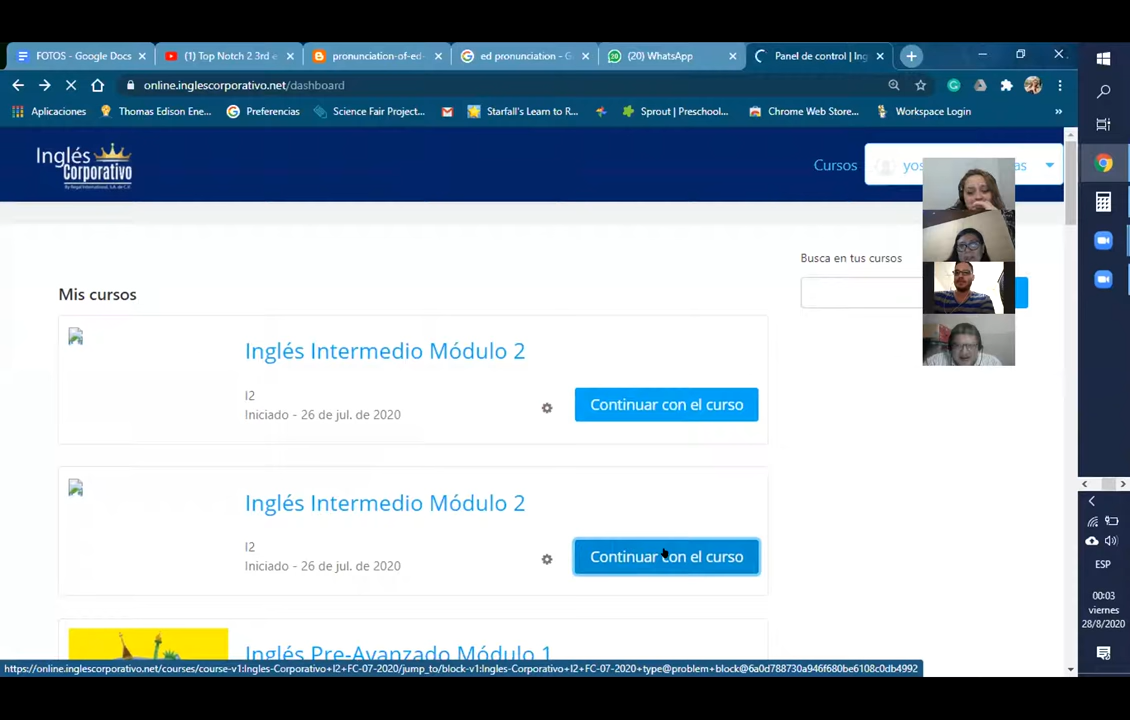 FOTOS - Google Docs
(1) Top Notch 2 3rd e
pronunciation-of-ed-
ed pronunciation - G
(20) WhatsApp
Panel de control | Ing
online.inglescorporativo.net/dashboard
Aplicaciones
Thomas Edison Ene...
Preferencias
Science Fair Project...
Starfall's Learn to R...
Sprout | Preschool...
Chrome Web Store...
Workspace Login
»
Inglés
Corporativo
By Regal International, S.A. de C.V.
Cursos
yos
as
Busca en tus cursos
Mis cursos
Inglés Intermedio Módulo 2
I2
Iniciado - 26 de jul. de 2020
Continuar con el curso
Inglés Intermedio Módulo 2
I2
Iniciado - 26 de jul. de 2020
Continuar con el curso
Inglés Pre-Avanzado Módulo 1
https://online.inglescorporativo.net/courses/course-v1:Ingles-Corporativo+I2+FC-07-2020/jump_to/block-v1:Ingles-Corporativo+I2+FC-07-2020+type@problem+block@6a0d788730a946f680be6108c0db4992
ESP
00:03
viernes
28/8/2020